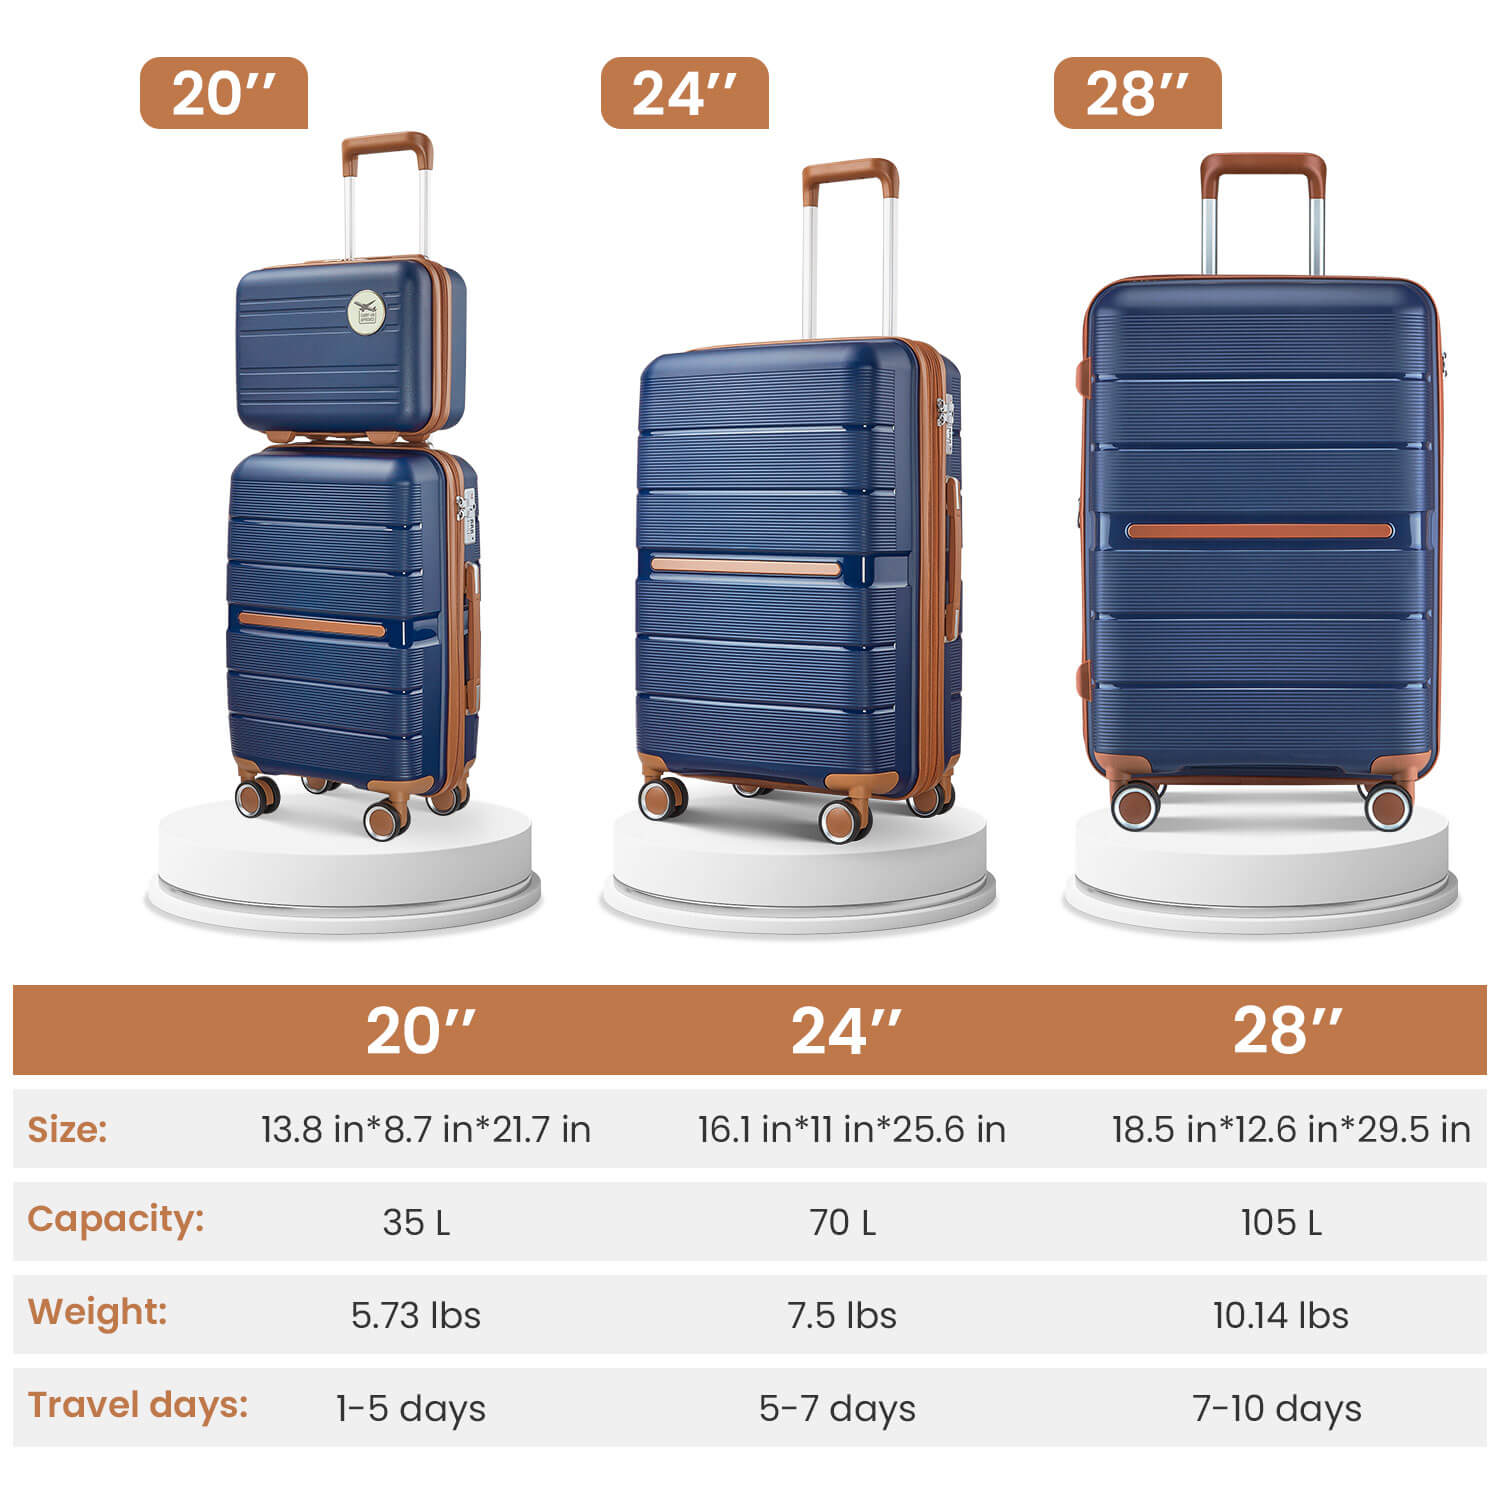 20’’ 24’’ 28’’
20’’ 24’’ 28’’
Size: 13.8 in*8.7 in*21.7 in 16.1 in*11 in*25.6 in 18.5 in*12.6 in*29.5 in
Capacity: 35 L 70 L 105 L
Weight: 5.73 lbs 7.5 lbs 10.14 lbs
Travel days: 1-5 days 5-7 days 7-10 days